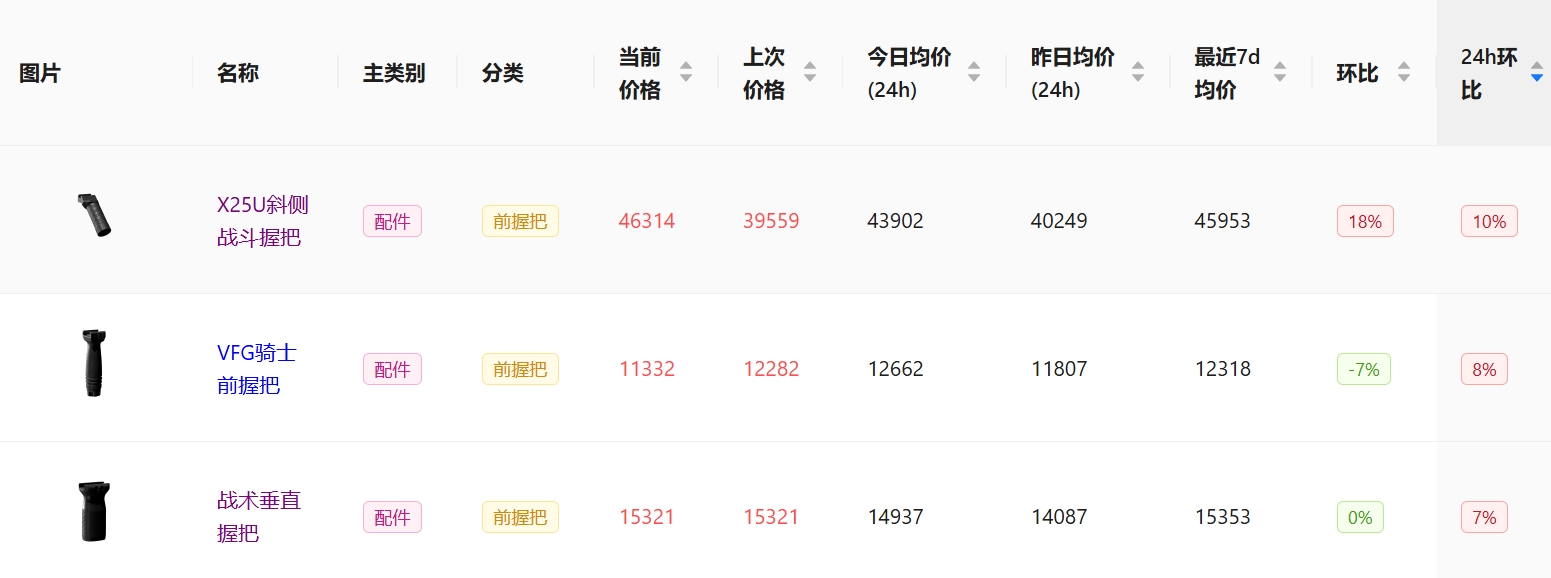 图片 名称 主类别 分类 当前价格 上次价格 今日均价(24h) 昨日均价(24h) 最近7d均价 环比 24h环比
X25U斜侧战斗握把 配件 前握把 46314 39559 43902 40249 45953 18% 10%
VFG骑士前握把 配件 前握把 11332 12282 12662 11807 12318 -7% 8%
战术垂直握把 配件 前握把 15321 15321 14937 14087 15353 0% 7%